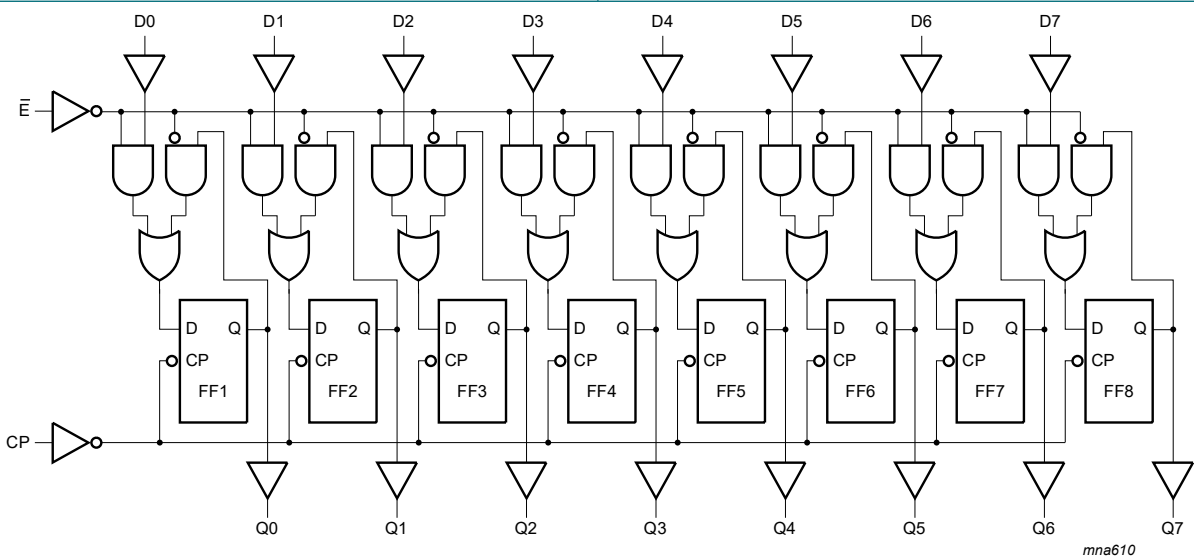 D0 D1 D2 D3 D4 D5 D6 D7
E̅
D Q D Q D Q D Q D Q D Q D Q D Q
CP CP CP CP CP CP CP CP
FF1 FF2 FF3 FF4 FF5 FF6 FF7 FF8
CP
Q0 Q1 Q2 Q3 Q4 Q5 Q6 Q7
mna610